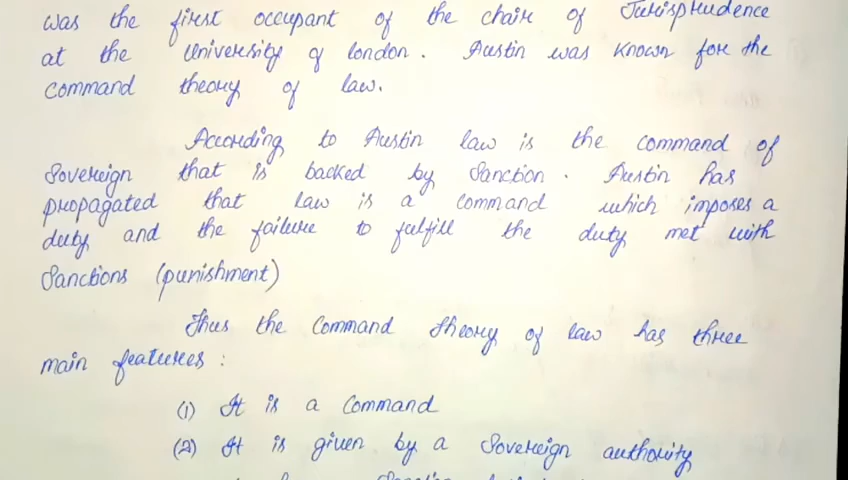 was the first occupant of the chair of Jurisprudence
at the University of london. Austin was known for the
command theory of law.
According to Austin law is the command of
Sovereign that is backed by Sanction. Austin has
propagated that law is a command which imposes a
duty and the failure to fulfill the duty met with
Sanctions (punishment)
Thus the Command Theory of law has three
main features :
(1) It is a Command
(2) It is given by a Sovereign authority